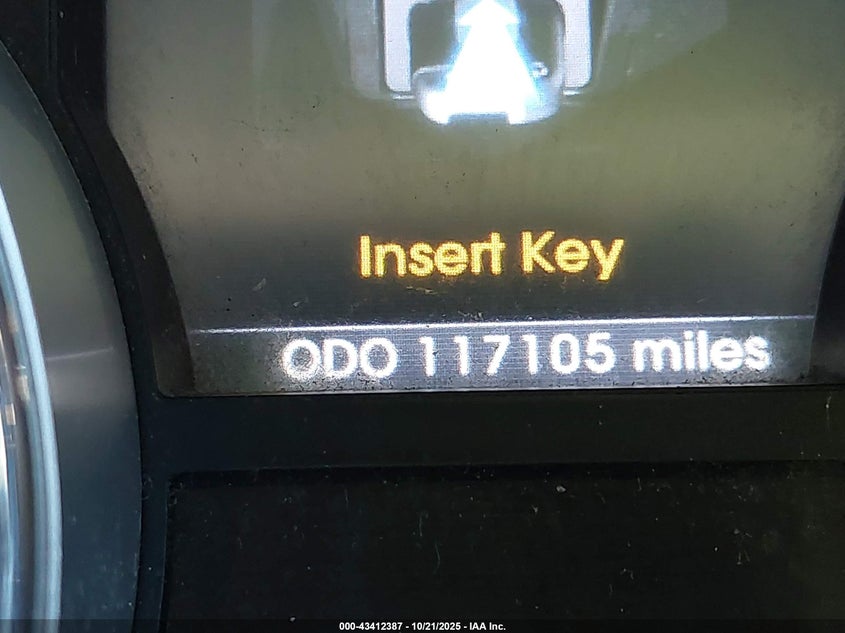 Insert Key
ODO 117105 miles
000-43412387 - 10/21/2025 - IAA Inc.